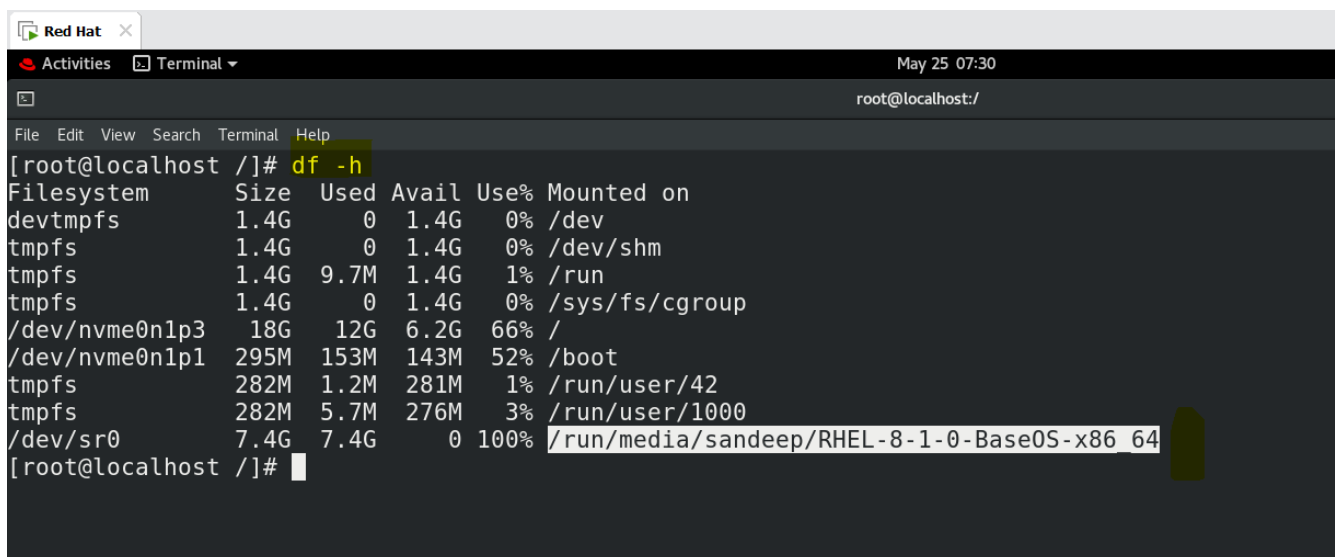 Red Hat
Activities Terminal May 25 07:30
root@localhost:/
File Edit View Search Terminal Help
[root@localhost /]# df -h
Filesystem      Size  Used Avail Use% Mounted on
devtmpfs        1.4G     0  1.4G   0% /dev
tmpfs           1.4G     0  1.4G   0% /dev/shm
tmpfs           1.4G  9.7M  1.4G   1% /run
tmpfs           1.4G     0  1.4G   0% /sys/fs/cgroup
/dev/nvme0n1p3   18G   12G  6.2G  66% /
/dev/nvme0n1p1  295M  153M  143M  52% /boot
tmpfs           282M  1.2M  281M   1% /run/user/42
tmpfs           282M  5.7M  276M   3% /run/user/1000
/dev/sr0        7.4G  7.4G     0 100% /run/media/sandeep/RHEL-8-1-0-BaseOS-x86_64
[root@localhost /]#